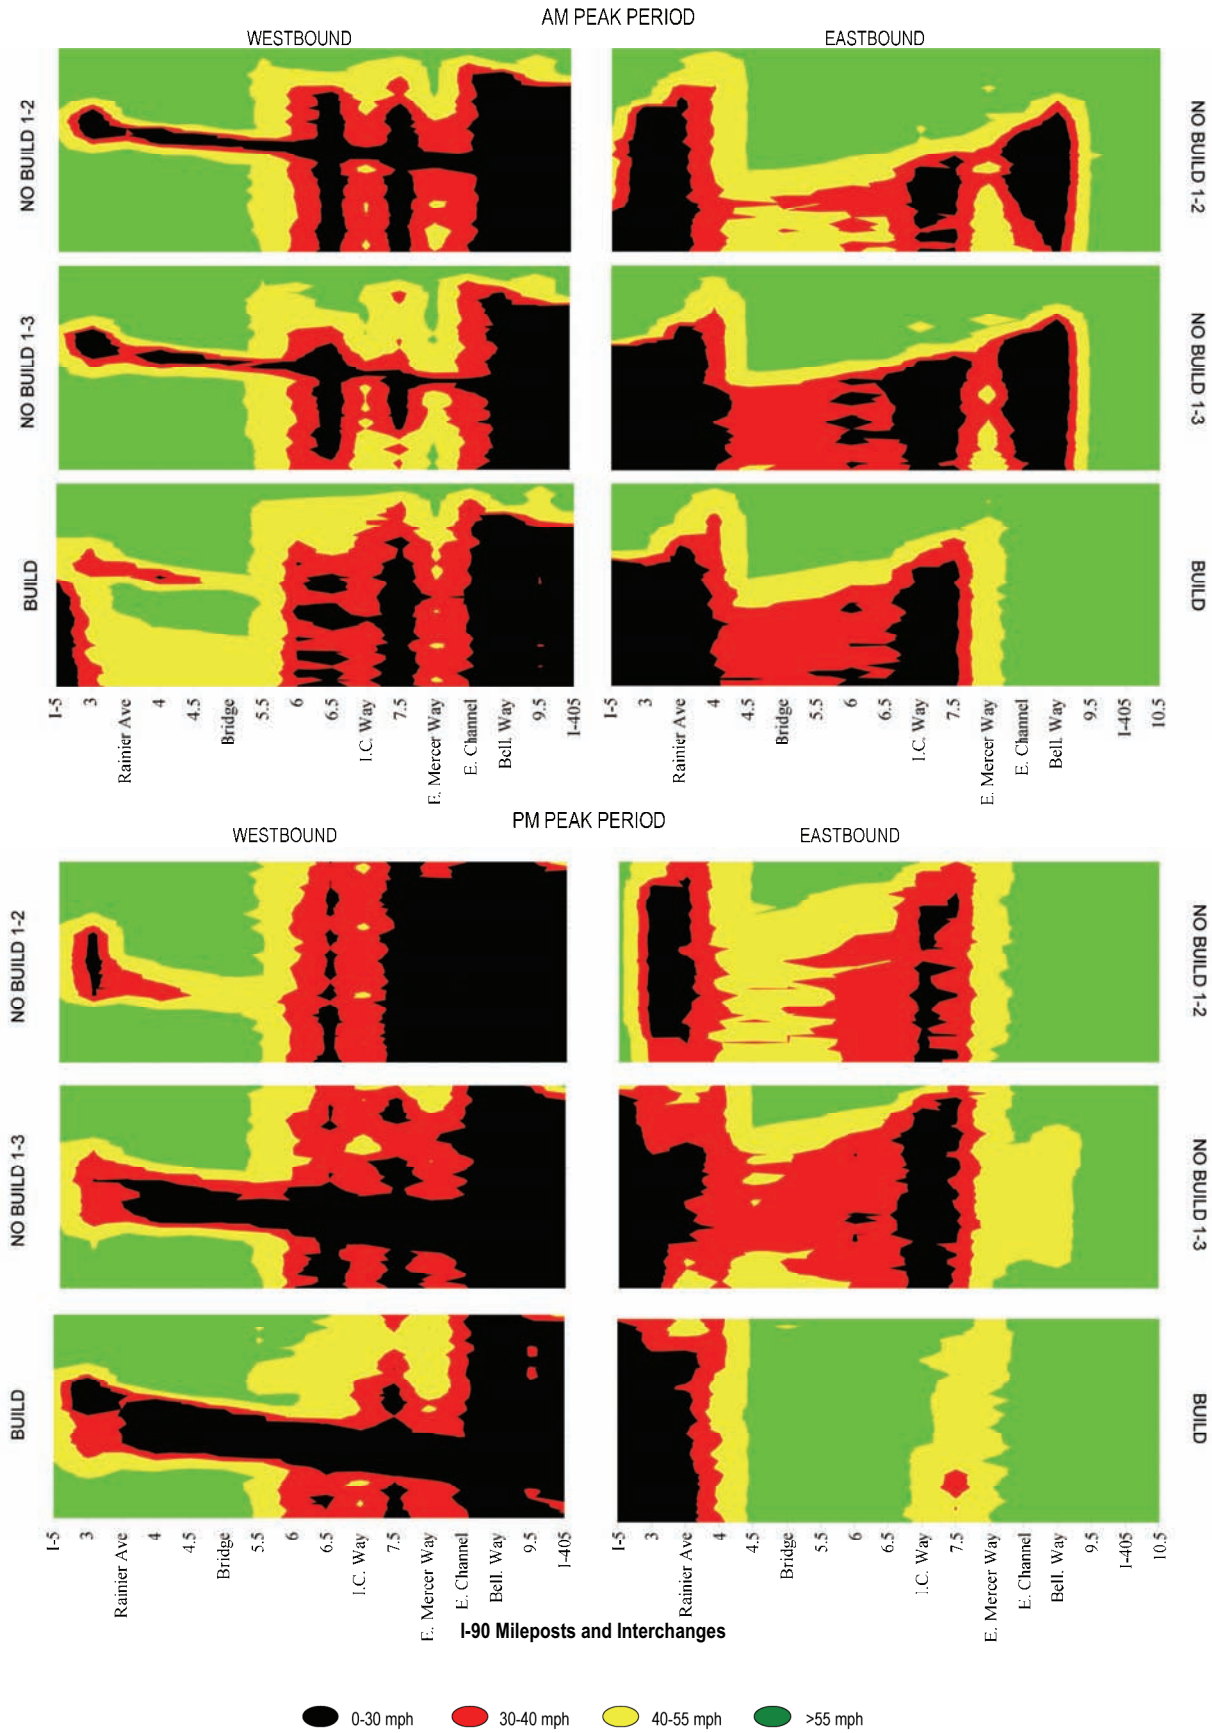 AM PEAK PERIOD
WESTBOUND
EASTBOUND
NO BUILD 1-2
NO BUILD 1-2
NO BUILD 1-3
NO BUILD 1-3
BUILD
BUILD
I-5
3
Rainier Ave
4
4.5
Bridge
5.5
6
6.5
I.C. Way
7.5
E. Mercer Way
E. Channel
Bell. Way
9.5
I-405
I-5
3
Rainier Ave
4
4.5
Bridge
5.5
6
6.5
I.C. Way
7.5
E. Mercer Way
E. Channel
Bell. Way
9.5
I-405
10.5
PM PEAK PERIOD
WESTBOUND
EASTBOUND
NO BUILD 1-2
NO BUILD 1-2
NO BUILD 1-3
NO BUILD 1-3
BUILD
BUILD
I-5
3
Rainier Ave
4
4.5
Bridge
5.5
6
6.5
I.C. Way
7.5
E. Mercer Way
E. Channel
Bell. Way
9.5
I-405
I-5
3
Rainier Ave
4
4.5
Bridge
5.5
6
6.5
I.C. Way
7.5
E. Mercer Way
E. Channel
Bell. Way
9.5
I-405
10.5
I-90 Mileposts and Interchanges
0-30 mph
30-40 mph
40-55 mph
>55 mph